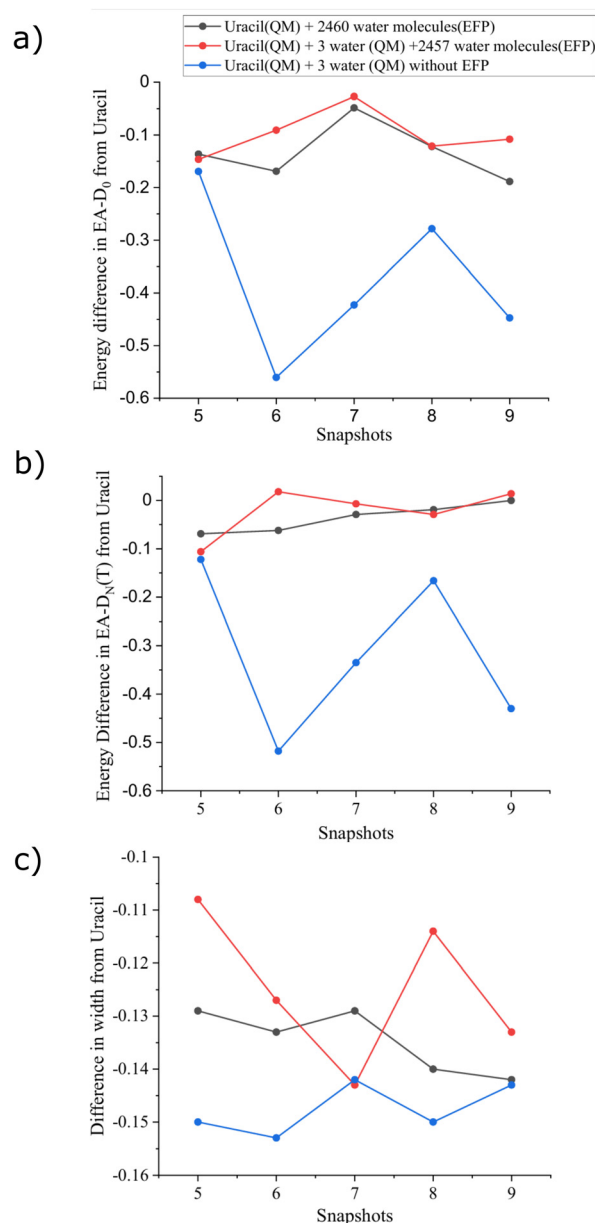 a)
Uracil(QM) + 2460 water molecules(EFP)
Uracil(QM) + 3 water (QM) +2457 water molecules(EFP)
Uracil(QM) + 3 water (QM) without EFP
Energy difference in EA-D₀ from Uracil
0
-0.1
-0.2
-0.3
-0.4
-0.5
-0.6
5 6 7 8 9
Snapshots
b)
Energy Difference in EA-D_N(T) from Uracil
0
-0.1
-0.2
-0.3
-0.4
-0.5
-0.6
5 6 7 8 9
Snapshots
c)
Difference in width from Uracil
-0.1
-0.11
-0.12
-0.13
-0.14
-0.15
-0.16
5 6 7 8 9
Snapshots